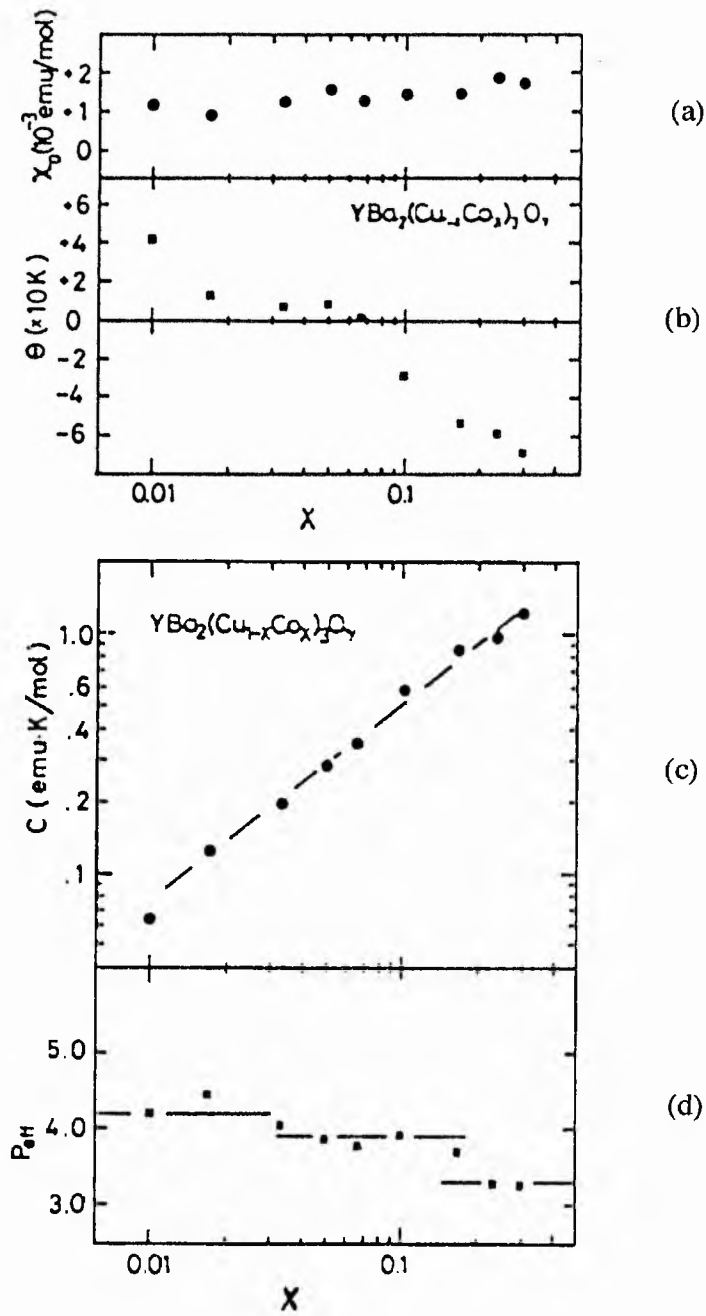 χ₀(10⁻³emu/mol)
+2
+1
0
(a)
θ (×10K)
+6
+4
+2
0
-2
-4
-6
YBa₂(Cu₁₋ₓCoₓ)₃Oᵧ
(b)
0.01
0.1
X
C (emu·K/mol)
1.0
.6
.4
.2
.1
YBa₂(Cu₁₋ₓCoₓ)₃Oᵧ
(c)
Peff
5.0
4.0
3.0
(d)
0.01
0.1
X